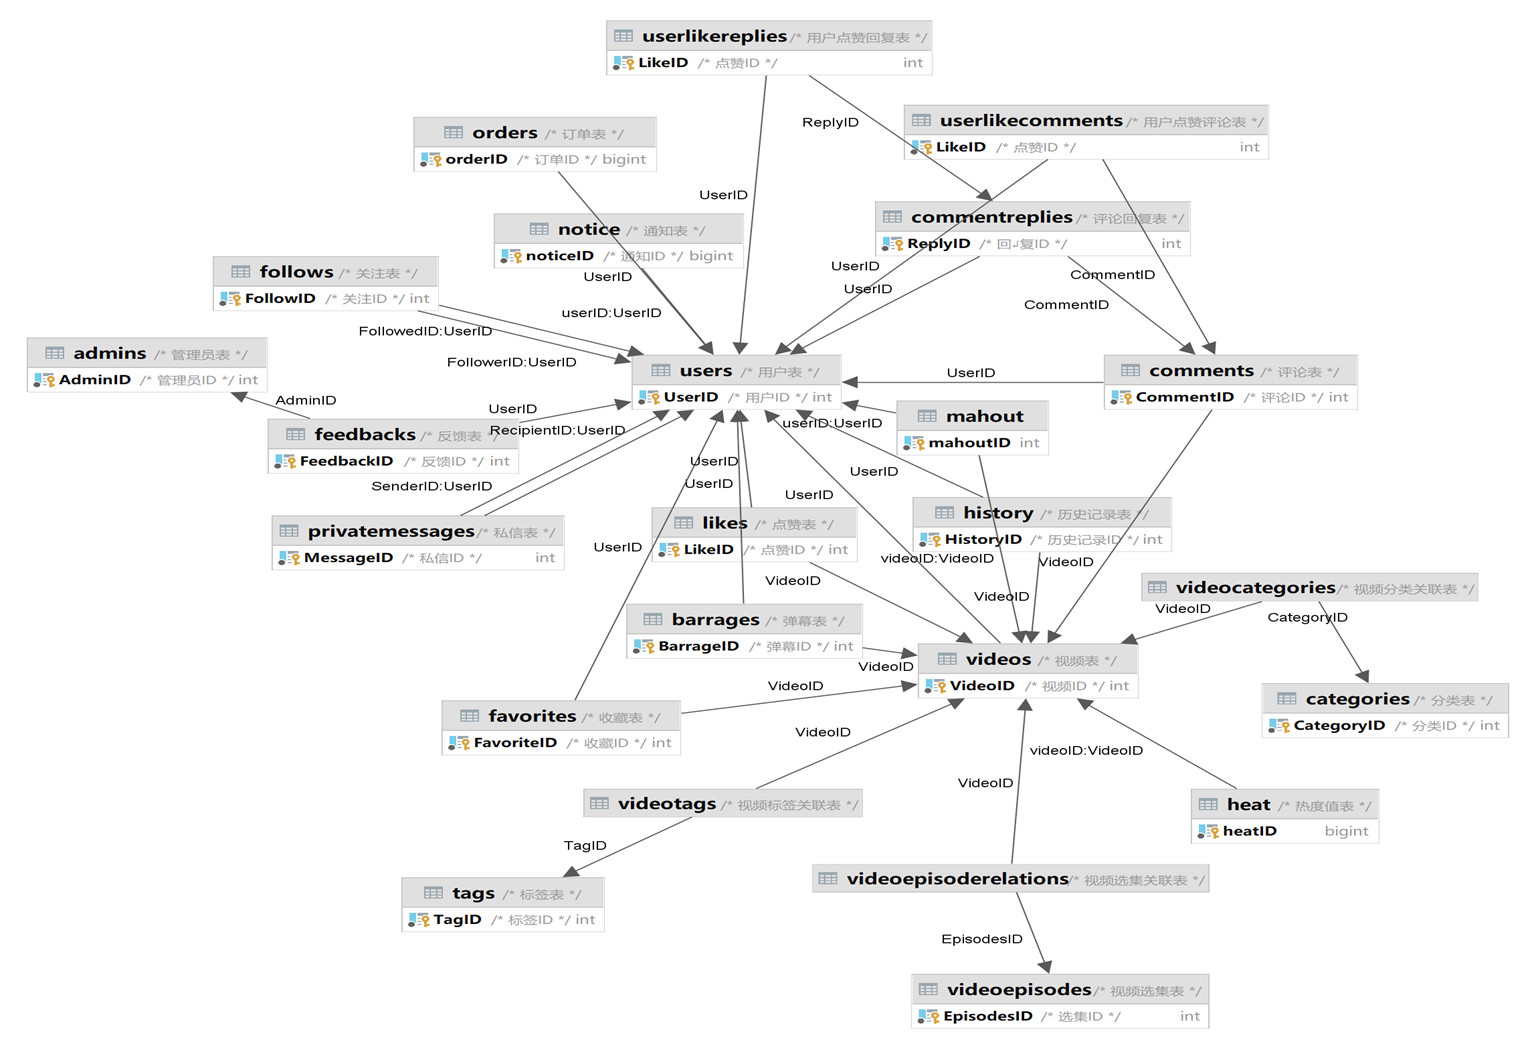 userlikereplies /* 用户点赞回复表 */
LikeID /* 点赞ID */ int
ReplyID
userlikecomments /* 用户点赞评论表 */
LikeID /* 点赞ID */ int
orders /* 订单表 */
orderID /* 订单ID */ bigint
UserID
commentreplies /* 评论回复表 */
ReplyID /* 回复ID */ int
notice /* 通知表 */
noticeID /* 通知ID */ bigint
UserID
UserID
UserID
CommentID
CommentID
follows /* 关注表 */
FollowID /* 关注ID */ int
userID:UserID
FollowedID:UserID
FollowerID:UserID
admins /* 管理员表 */
AdminID /* 管理员ID */ int
users /* 用户表 */
UserID /* 用户ID */ int
UserID
comments /* 评论表 */
CommentID /* 评论ID */ int
AdminID
UserID
mahout
mahoutID int
userID:UserID
feedbacks /* 反馈表 */
FeedbackID /* 反馈ID */ int
RecipientID:UserID
UserID
UserID
UserID
UserID
SenderID:UserID
privatemessages /* 私信表 */
MessageID /* 私信ID */ int
likes /* 点赞表 */
LikeID /* 点赞ID */ int
history /* 历史记录表 */
HistoryID /* 历史记录ID */ int
UserID
videoID:VideoID
VideoID
VideoID
VideoID
videocategories /* 视频分类关联表 */
VideoID
CategoryID
barrages /* 弹幕表 */
BarrageID /* 弹幕ID */ int
VideoID
videos /* 视频表 */
VideoID /* 视频ID */ int
VideoID
categories /* 分类表 */
CategoryID /* 分类ID */ int
favorites /* 收藏表 */
FavoriteID /* 收藏ID */ int
VideoID
videoID:VideoID
VideoID
videotags /* 视频标签关联表 */
heat /* 热度值表 */
heatID bigint
TagID
tags /* 标签表 */
TagID /* 标签ID */ int
videoepisoderelations /* 视频选集关联表 */
EpisodesID
videoepisodes /* 视频选集表 */
EpisodesID /* 选集ID */ int